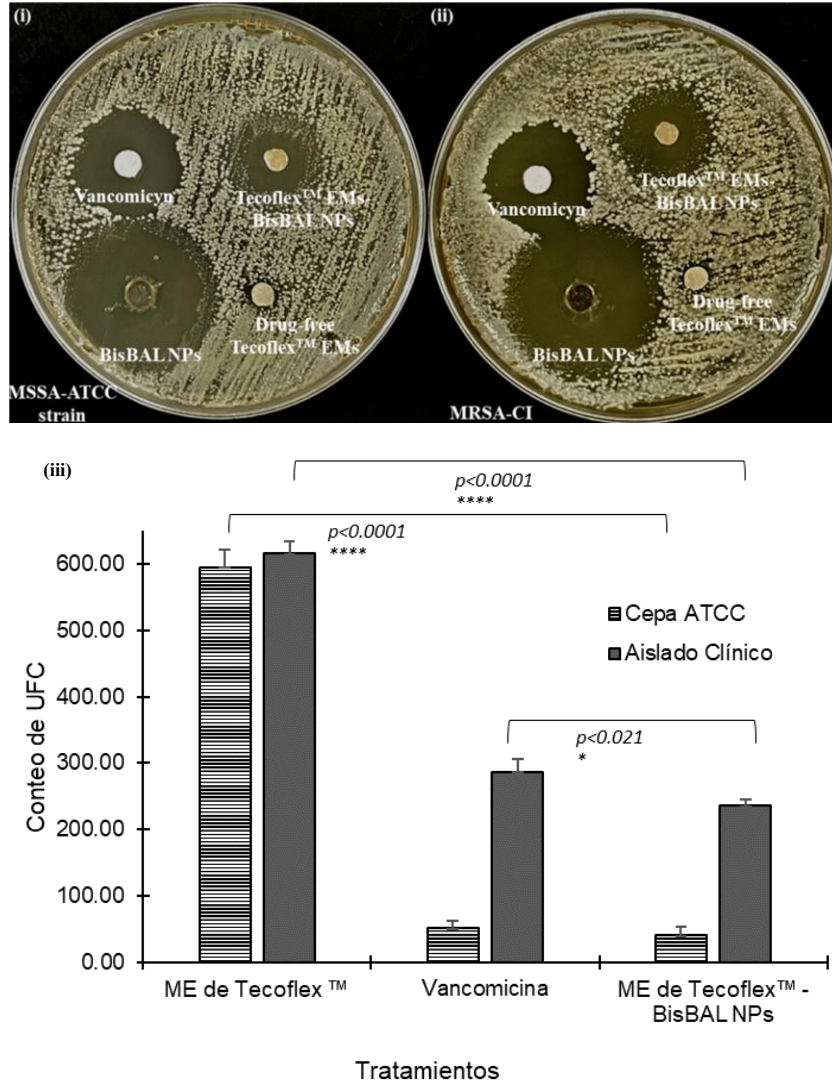 (i)
Vancomicyn
Tecoflex™ EMs-
BisBAL NPs
BisBAL NPs
Drug-free
Tecoflex™ EMs
MSSA-ATCC
strain
(ii)
Vancomicyn
Tecoflex™ EMs-
BisBAL NPs
BisBAL NPs
Drug-free
Tecoflex™ EMs
MRSA-CI
(iii)
p<0.0001
****
p<0.0001
****
600.00
500.00
400.00
300.00
200.00
100.00
0.00
Conteo de UFC
Cepa ATCC
Aislado Clínico
p<0.021
*
ME de Tecoflex ™
Vancomicina
ME de Tecoflex™ -
BisBAL NPs
Tratamientos